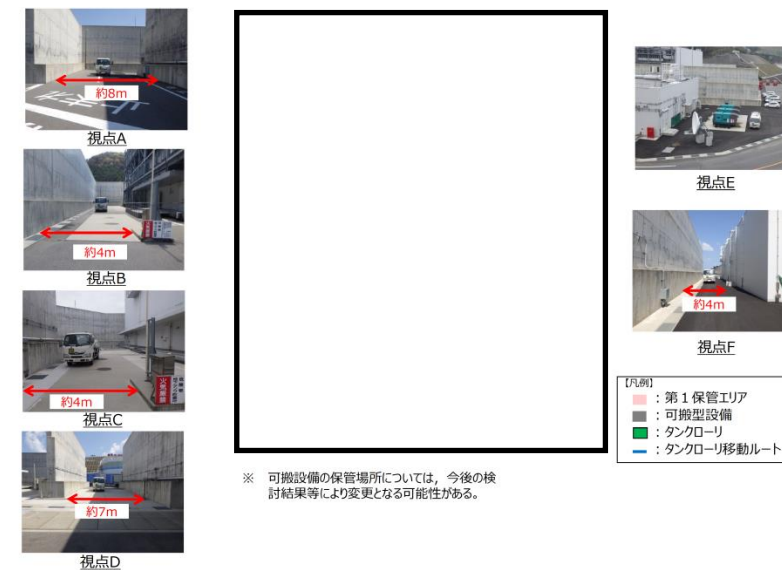 約8m
視点A
約4m
視点B
約4m
視点C
約7m
視点D
※ 可搬設備の保管場所については，今後の検
討結果等により変更となる可能性がある。
視点E
約4m
視点F
【凡例】
：第１保管エリア
：可搬型設備
：タンクローリ
：タンクローリ移動ルート